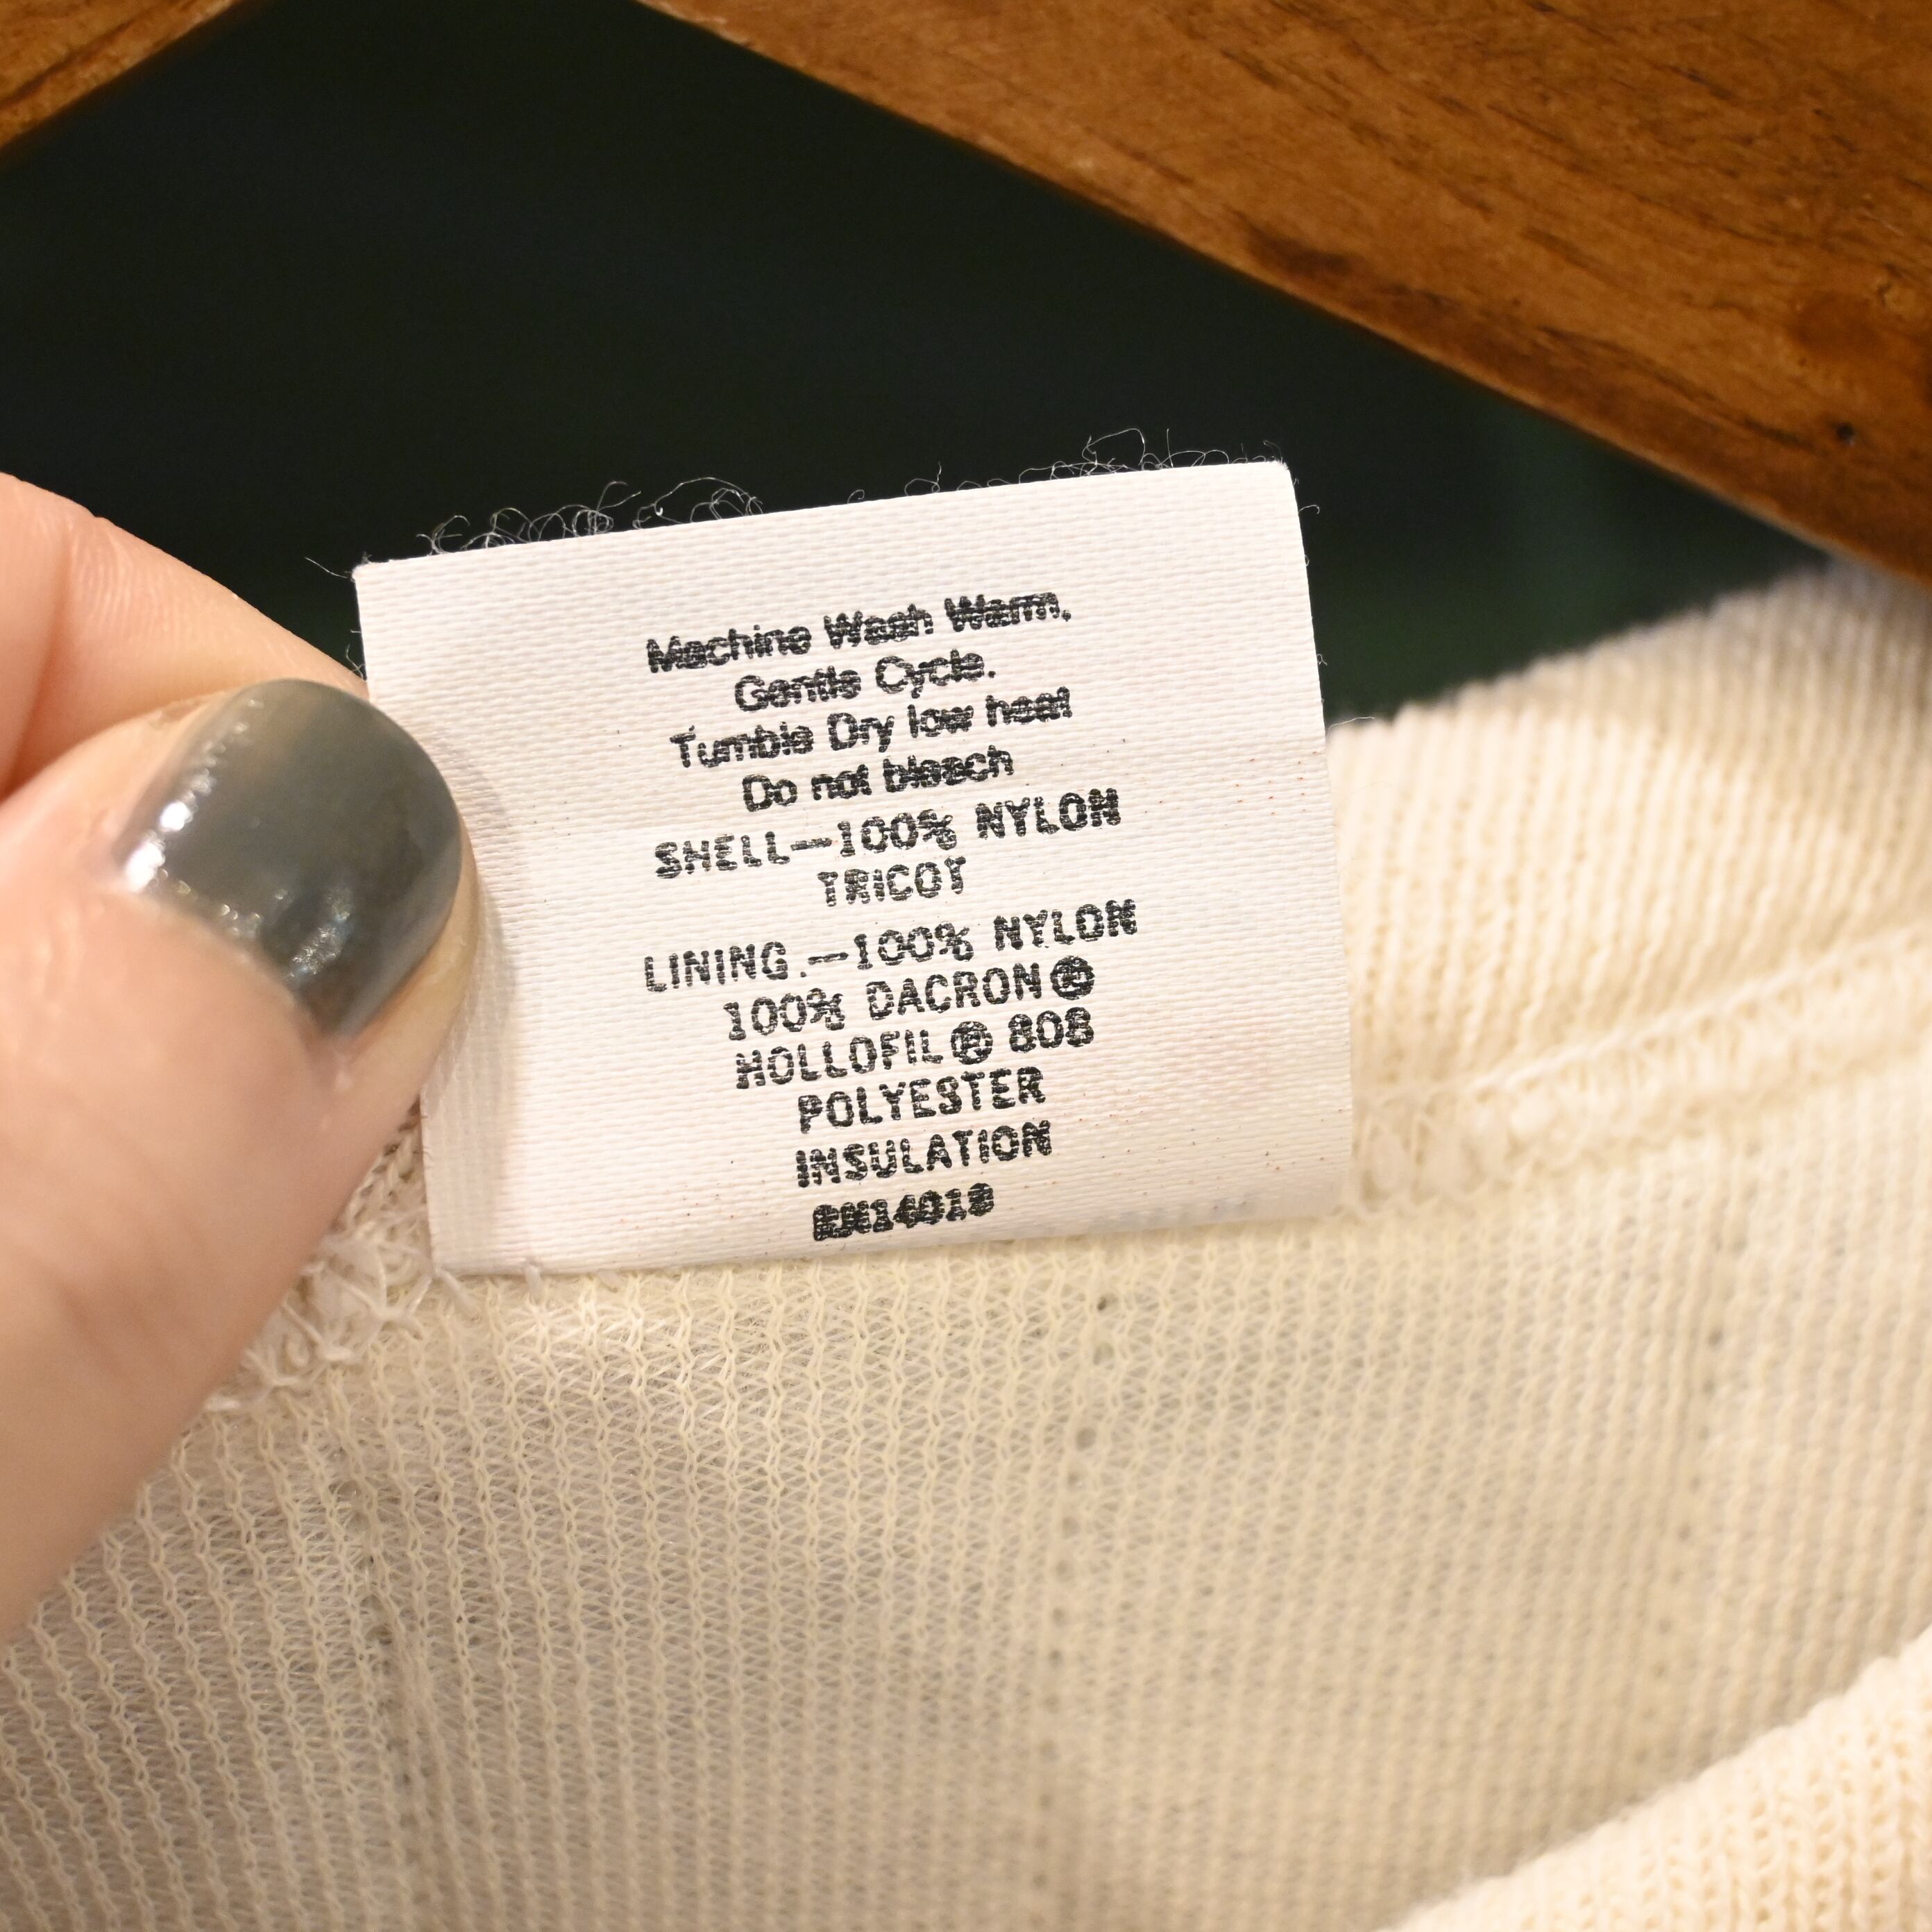 Machine Wash Warm,
Gentle Cycle.
Tumble Dry low heat
Do not bleach
SHELL—100% NYLON
TRICOT
LINING.—100% NYLON
100% DACRON®
HOLLOFIL® 808
POLYESTER
INSULATION